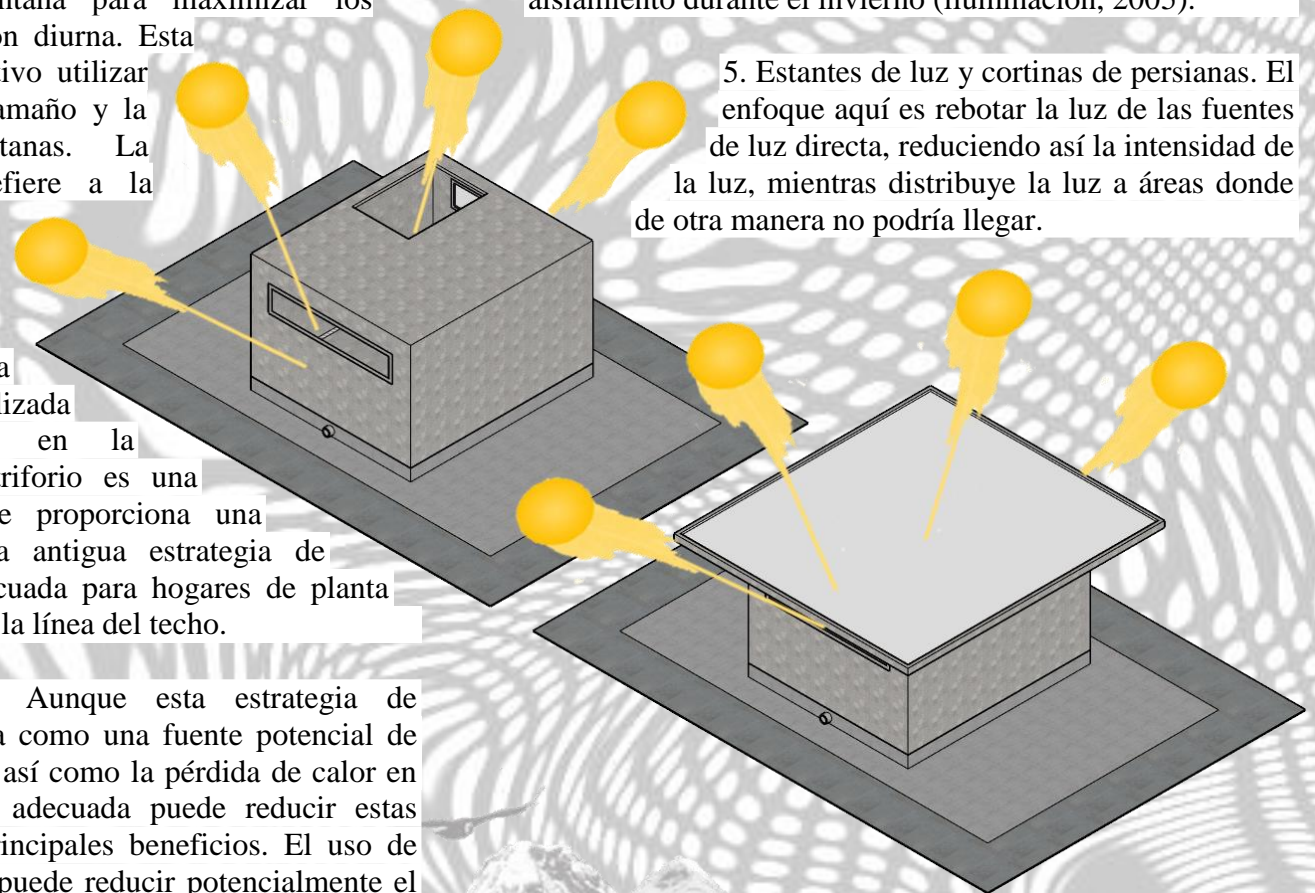 ntana para maximizar los
ón diurna. Esta
tivo utilizar
amaño y la
tanas. La
efiere a la
a
lizada
en la
riforio es una
e proporciona una
a antigua estrategia de
cuada para hogares de planta
la línea del techo.
Aunque esta estrategia de
a como una fuente potencial de
así como la pérdida de calor en
adecuada puede reducir estas
rincipales beneficios. El uso de
puede reducir potencialmente el
aislamiento durante el invierno (iluminación, 2005).
5. Estantes de luz y cortinas de persianas. El
enfoque aquí es rebotar la luz de las fuentes
de luz directa, reduciendo así la intensidad de
la luz, mientras distribuye la luz a áreas donde
de otra manera no podría llegar.